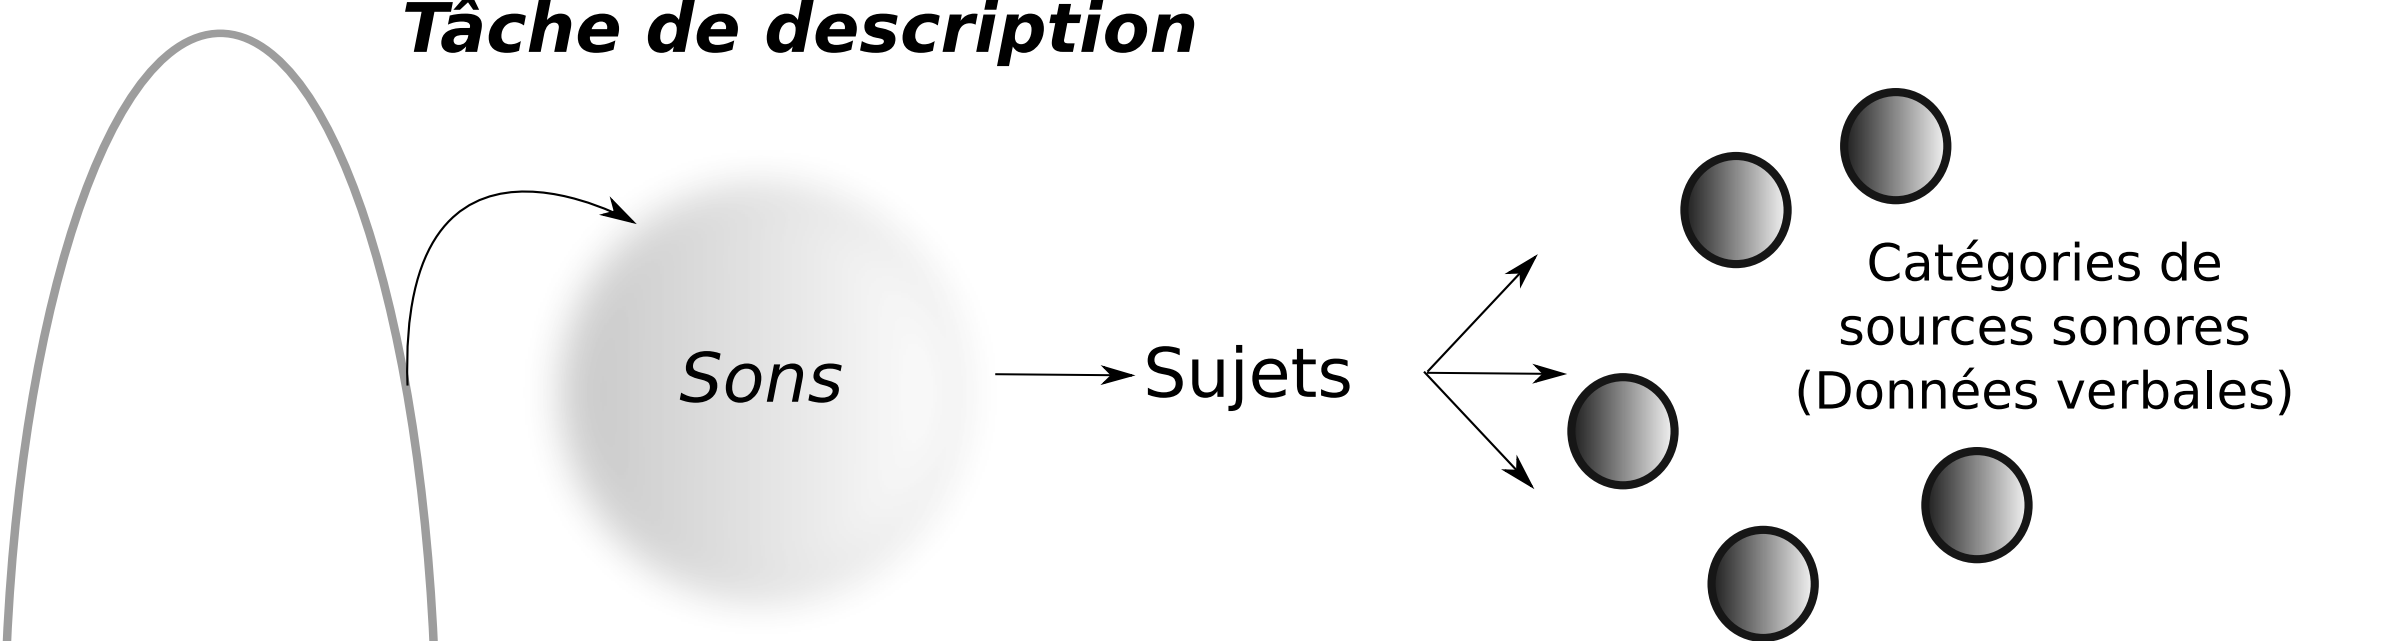 Tâche de description
Sons
Sujets
Catégories de
sources sonores
(Données verbales)